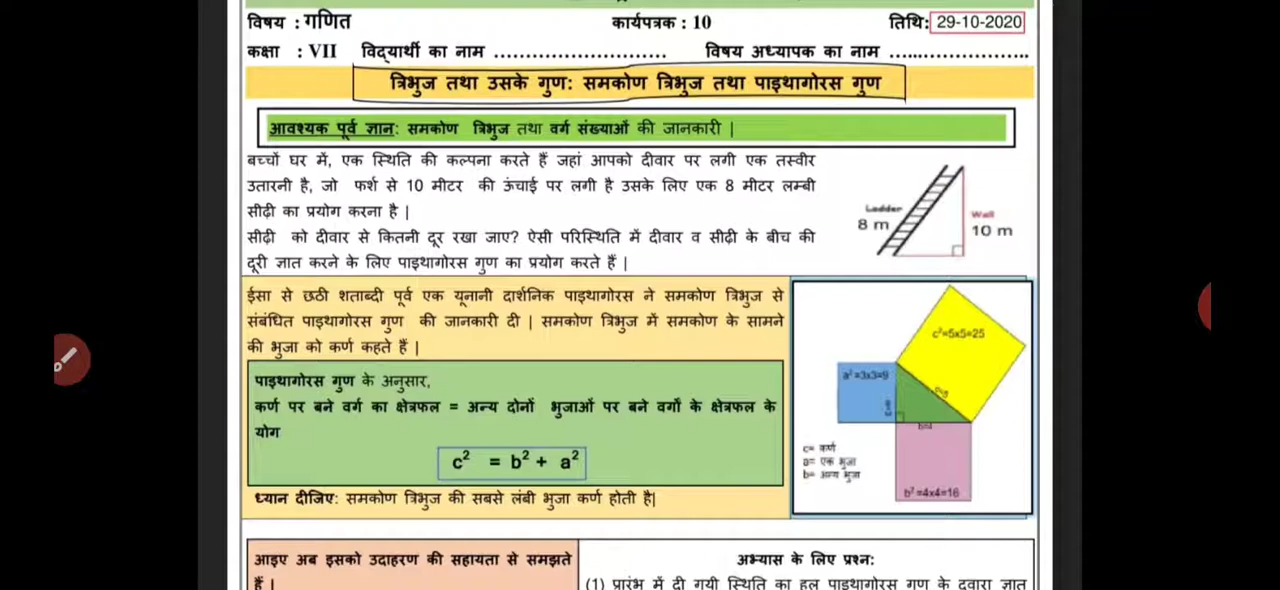 विषय : गणित कार्यपत्रक : 10 तिथि: 29-10-2020
कक्षा : VII विद्यार्थी का नाम ............................ विषय अध्यापक का नाम ........................
त्रिभुज तथा उसके गुण: समकोण त्रिभुज तथा पाइथागोरस गुण
आवश्यक पूर्व ज्ञान: समकोण त्रिभुज तथा वर्ग संख्याओं की जानकारी |
बच्चों घर में, एक स्थिति की कल्पना करते हैं जहां आपको दीवार पर लगी एक तस्वीर
उतारनी है, जो फर्श से 10 मीटर की ऊंचाई पर लगी है उसके लिए एक 8 मीटर लम्बी
सीढ़ी का प्रयोग करना है |
सीढ़ी को दीवार से कितनी दूर रखा जाए? ऐसी परिस्थिति में दीवार व सीढ़ी के बीच की
दूरी ज्ञात करने के लिए पाइथागोरस गुण का प्रयोग करते हैं |
Ladder
8 m
Wall
10 m
ईसा से छठी शताब्दी पूर्व एक यूनानी दार्शनिक पाइथागोरस ने समकोण त्रिभुज से
संबंधित पाइथागोरस गुण की जानकारी दी | समकोण त्रिभुज में समकोण के सामने
की भुजा को कर्ण कहते हैं |
पाइथागोरस गुण के अनुसार,
कर्ण पर बने वर्ग का क्षेत्रफल = अन्य दोनों भुजाओं पर बने वर्गों के क्षेत्रफल के
योग
c² = b² + a²
ध्यान दीजिए: समकोण त्रिभुज की सबसे लंबी भुजा कर्ण होती है|
c²=5x5=25
a²=3x3=9
b=4
c= कर्ण
a= एक भुजा
b= अन्य भुजा
b²=4x4=16
आइए अब इसको उदाहरण की सहायता से समझते
हैं |
अभ्यास के लिए प्रश्न:
(1) प्रारंभ में दी गयी स्थिति का हल पाइथागोरस गुण के द्वारा ज्ञात